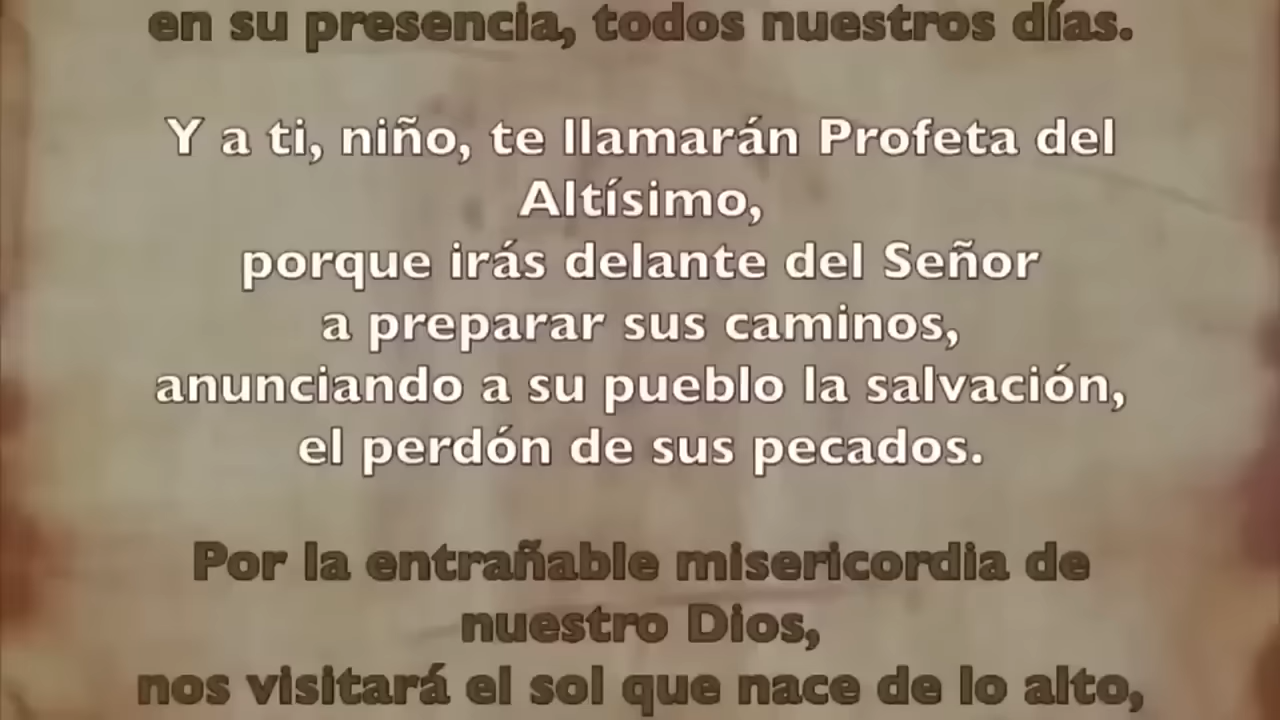 en su presencia, todos nuestros días.
Y a ti, niño, te llamarán Profeta del
Altísimo,
porque irás delante del Señor
a preparar sus caminos,
anunciando a su pueblo la salvación,
el perdón de sus pecados.
Por la entrañable misericordia de
nuestro Dios,
nos visitará el sol que nace de lo alto,